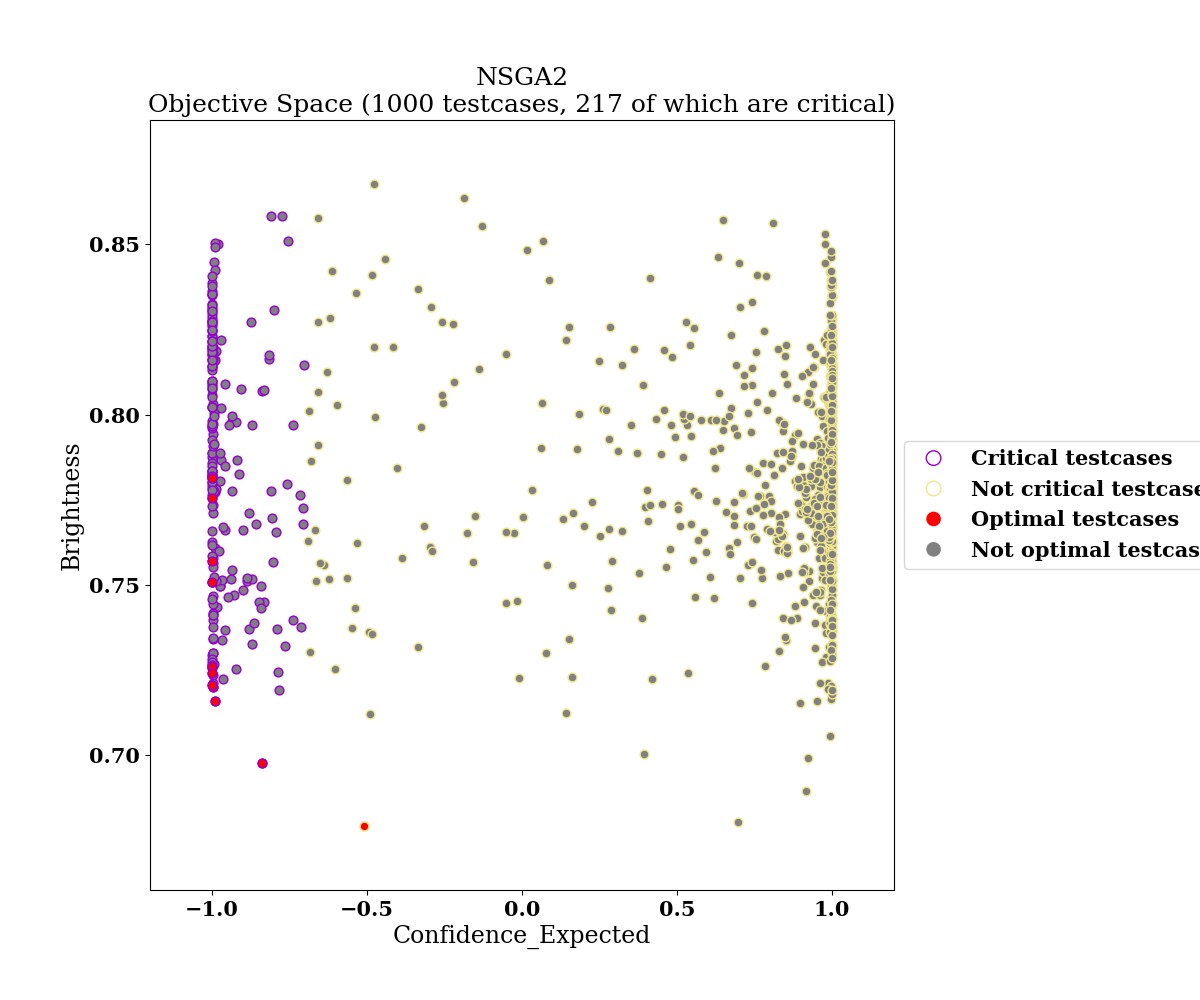 NSGA2
Objective Space (1000 testcases, 217 of which are critical)
0.85
0.80
0.75
0.70
Brightness
−1.0
−0.5
0.0
0.5
1.0
Confidence_Expected
Critical testcases
Not critical testcase
Optimal testcases
Not optimal testcas